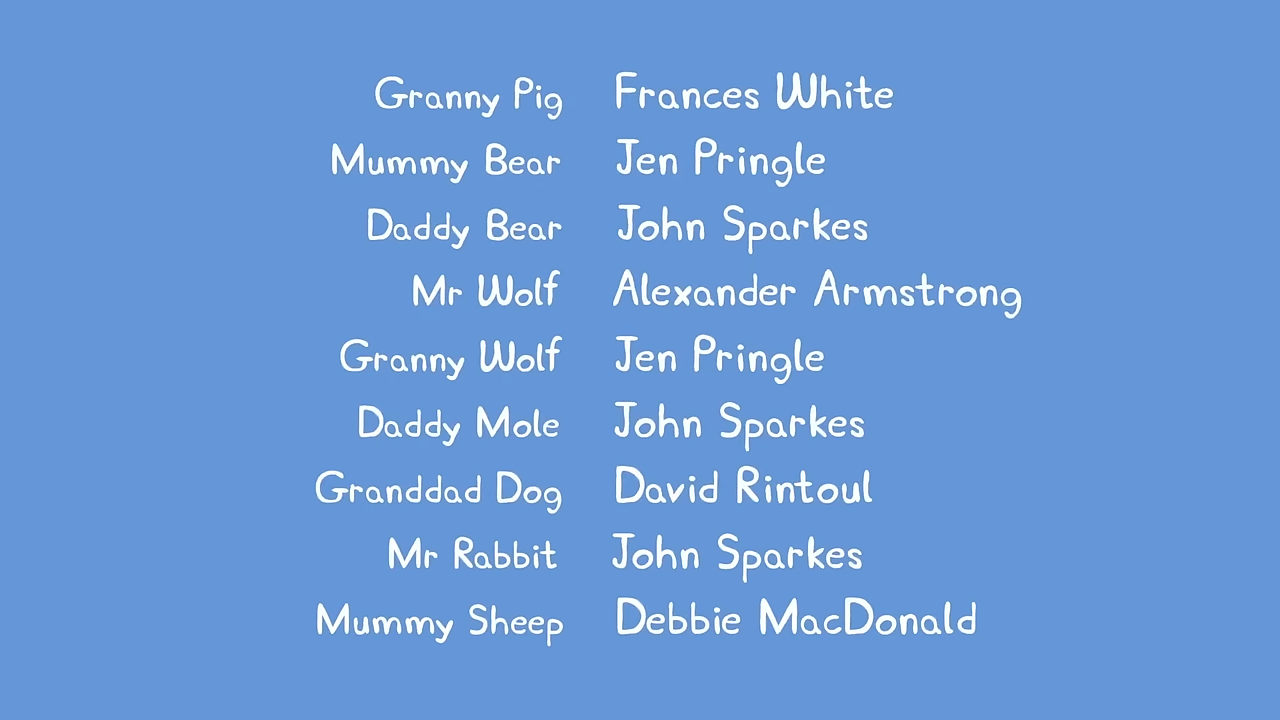 Granny Pig Frances White
Mummy Bear Jen Pringle
Daddy Bear John Sparkes
Mr Wolf Alexander Armstrong
Granny Wolf Jen Pringle
Daddy Mole John Sparkes
Granddad Dog David Rintoul
Mr Rabbit John Sparkes
Mummy Sheep Debbie MacDonald